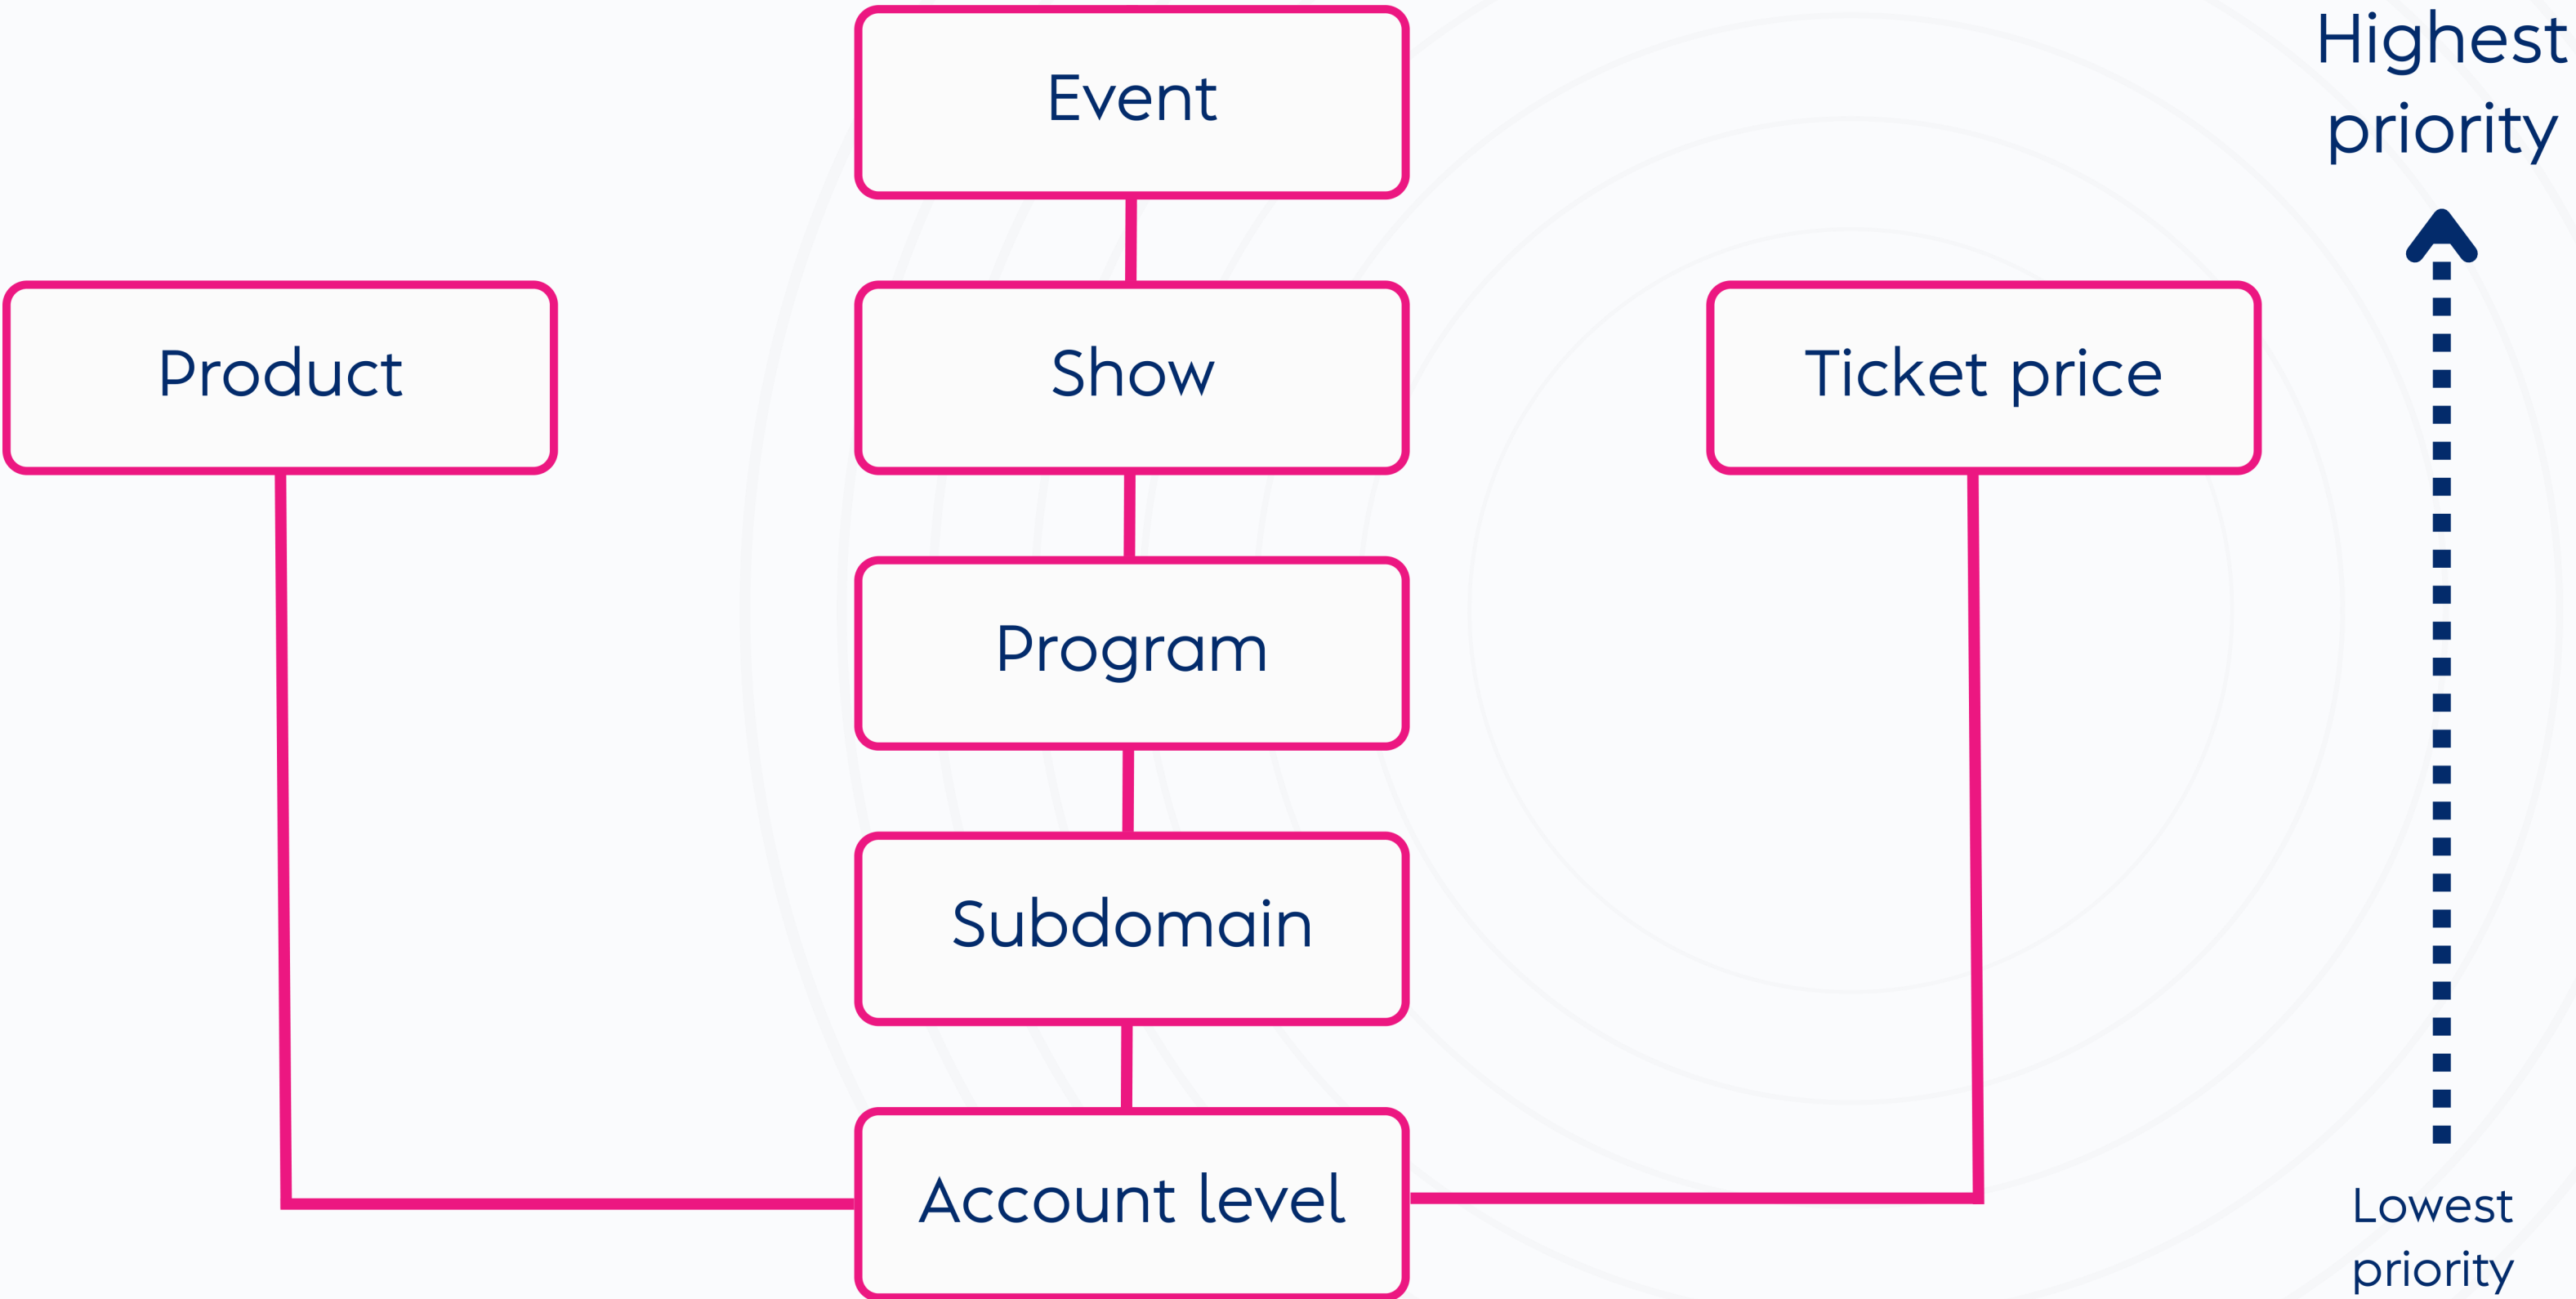 Event
Highest
priority
Product
Show
Ticket price
Program
Subdomain
Account level
Lowest
priority